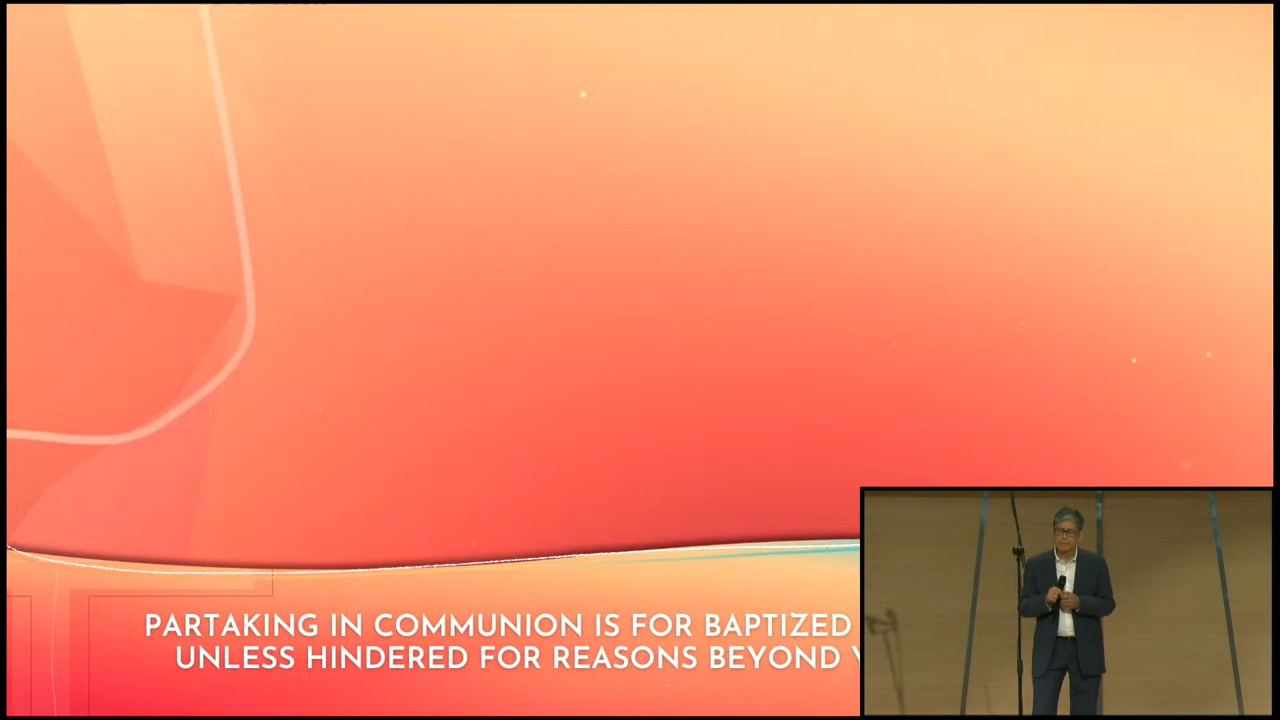 PARTAKING IN COMMUNION IS FOR BAPTIZED
UNLESS HINDERED FOR REASONS BEYOND